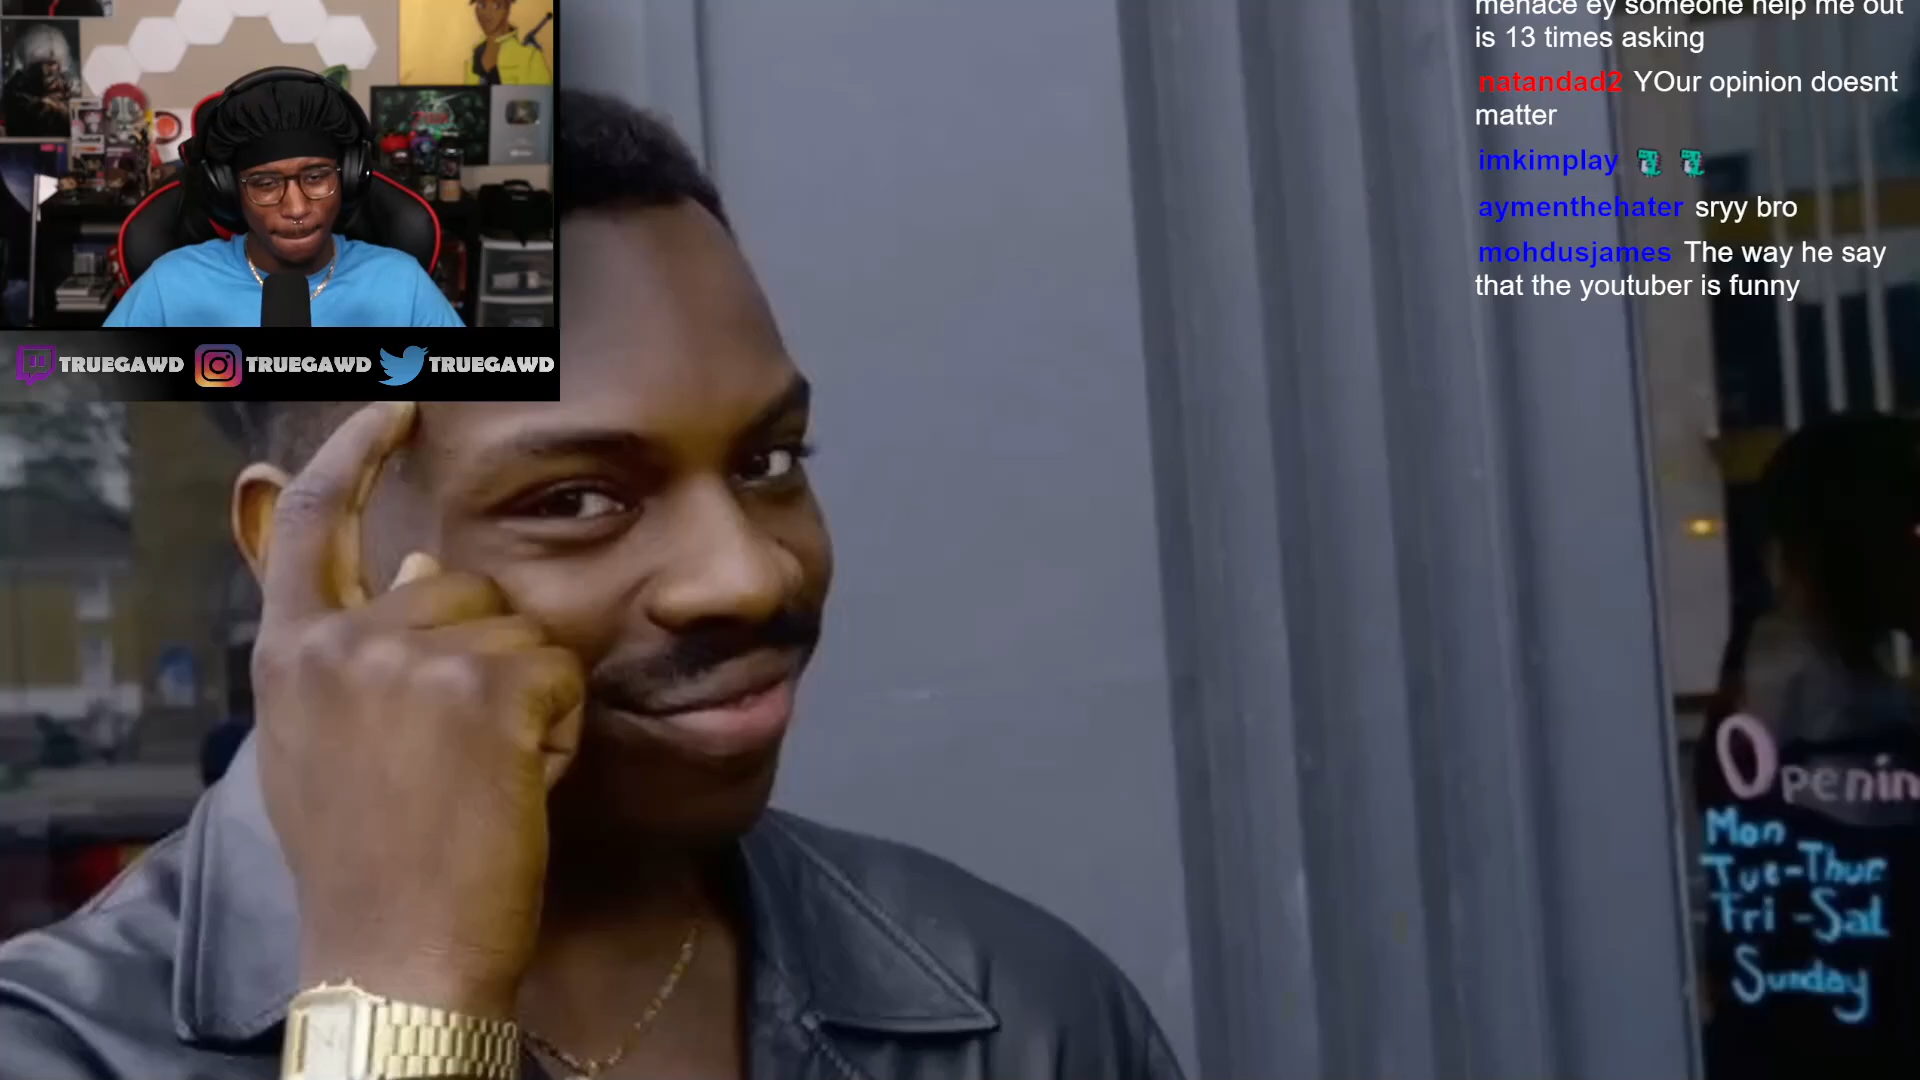 menace ey someone help me out
is 13 times asking
natandad2 YOur opinion doesnt
matter
imkimplay
aymenthehater sryy bro
mohdusjames The way he say
that the youtuber is funny
TRUEGAWD TRUEGAWD TRUEGAWD
Openin
Mon
Tue-Thur
Fri -Sat
Sunday